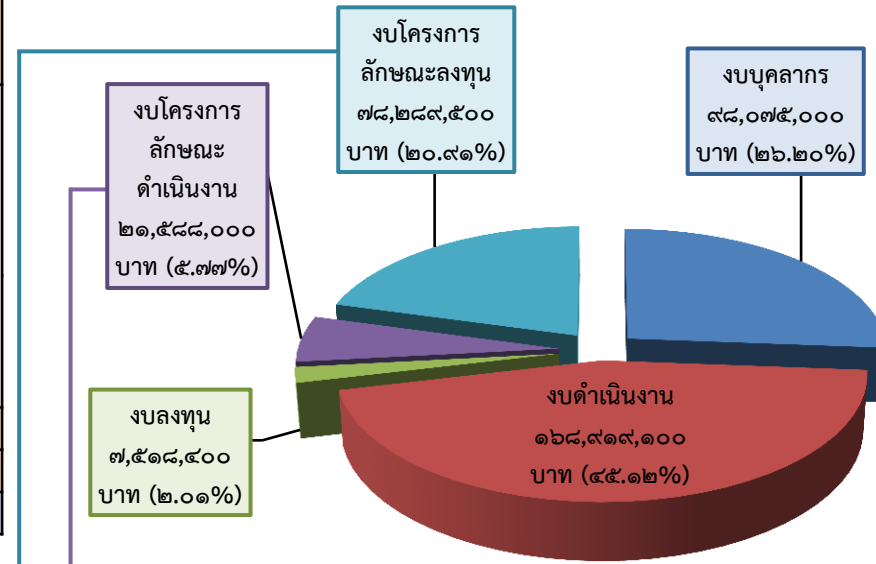 งบโครงการ
ลักษณะลงทุน
๗๘,๒๘๙,๕๐๐
บาท (๒๐.๙๑%)
งบบุคลากร
๙๘,๐๗๕,๐๐๐
บาท (๒๖.๒๐%)
งบโครงการ
ลักษณะ
ดำเนินงาน
๒๑,๕๘๘,๐๐๐
บาท (๕.๗๗%)
งบลงทุน
๗,๕๑๘,๔๐๐
บาท (๒.๐๑%)
งบดำเนินงาน
๑๖๘,๙๑๙,๑๐๐
บาท (๔๕.๑๒%)